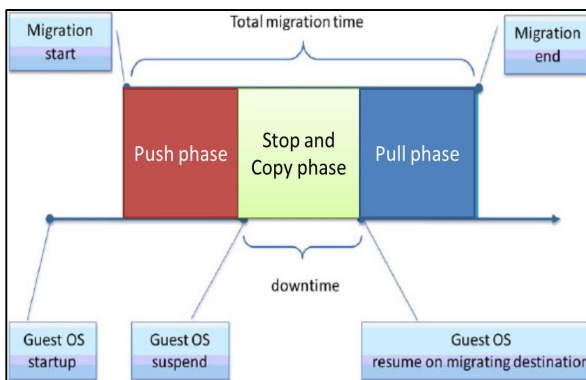 Total migration time
Migration
start
Migration
end
Push phase
Stop and
Copy phase
Pull phase
downtime
Guest OS
startup
Guest OS
suspend
Guest OS
resume on migrating destination